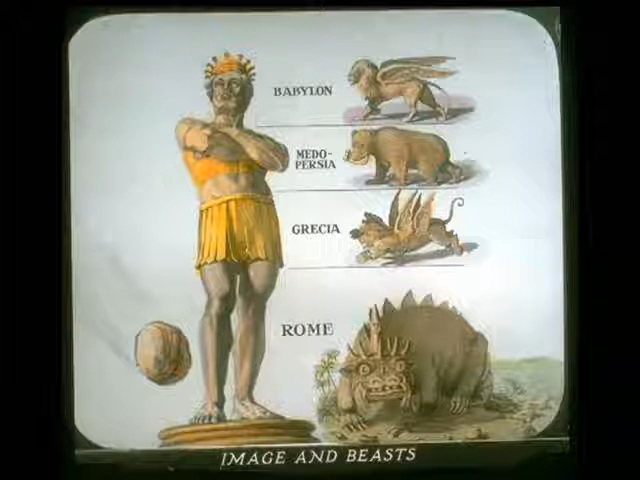 BABYLON
MEDO-
PERSIA
GRECIA
ROME
IMAGE AND BEASTS